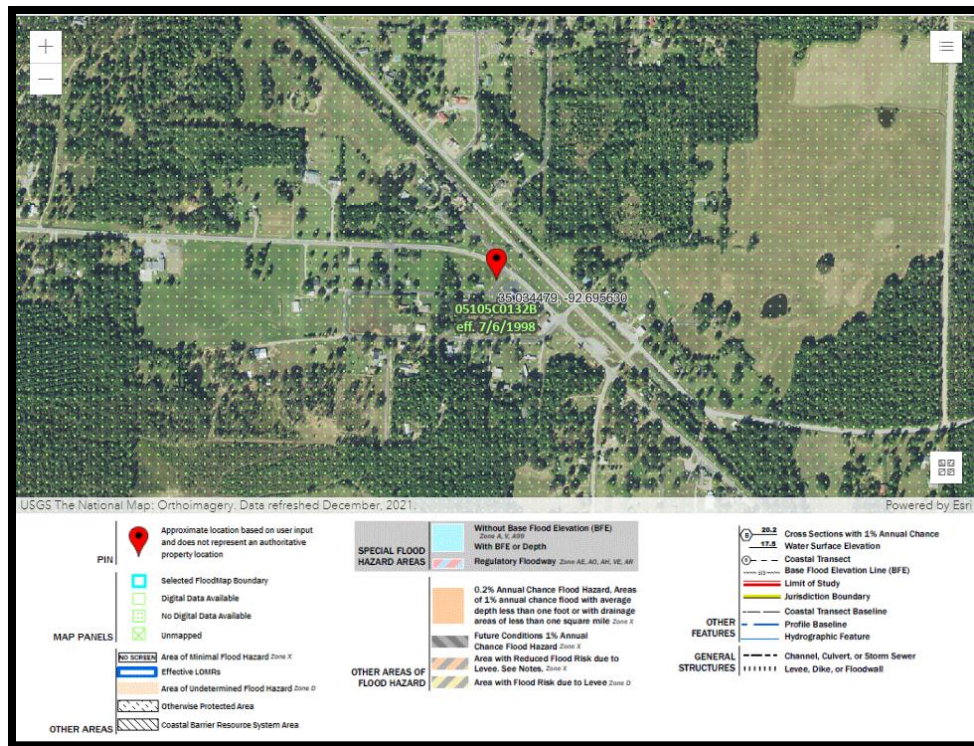 +
−
35.034479, -92.695630
05105C0132B
eff. 7/6/1998
USGS The National Map: Orthoimagery. Data refreshed December, 2021.
Powered by Esri
PIN
Approximate location based on user input
and does not represent an authoritative
property location
MAP PANELS
Selected FloodMap Boundary
Digital Data Available
No Digital Data Available
Unmapped
OTHER AREAS
NO SCREEN Area of Minimal Flood Hazard Zone X
Effective LOMRs
Area of Undetermined Flood Hazard Zone D
Otherwise Protected Area
Coastal Barrier Resource System Area
SPECIAL FLOOD
HAZARD AREAS
Without Base Flood Elevation (BFE)
Zone A, V, A99
With BFE or Depth
Regulatory Floodway Zone AE, AO, AH, VE, AR
OTHER AREAS OF
FLOOD HAZARD
0.2% Annual Chance Flood Hazard, Areas
of 1% annual chance flood with average
depth less than one foot or with drainage
areas of less than one square mile Zone X
Future Conditions 1% Annual
Chance Flood Hazard Zone X
Area with Reduced Flood Risk due to
Levee. See Notes. Zone X
Area with Flood Risk due to Levee Zone D
OTHER
FEATURES
20.2 Cross Sections with 1% Annual Chance
17.5 Water Surface Elevation
Coastal Transect
Base Flood Elevation Line (BFE)
Limit of Study
Jurisdiction Boundary
Coastal Transect Baseline
Profile Baseline
Hydrographic Feature
GENERAL
STRUCTURES
Channel, Culvert, or Storm Sewer
Levee, Dike, or Floodwall